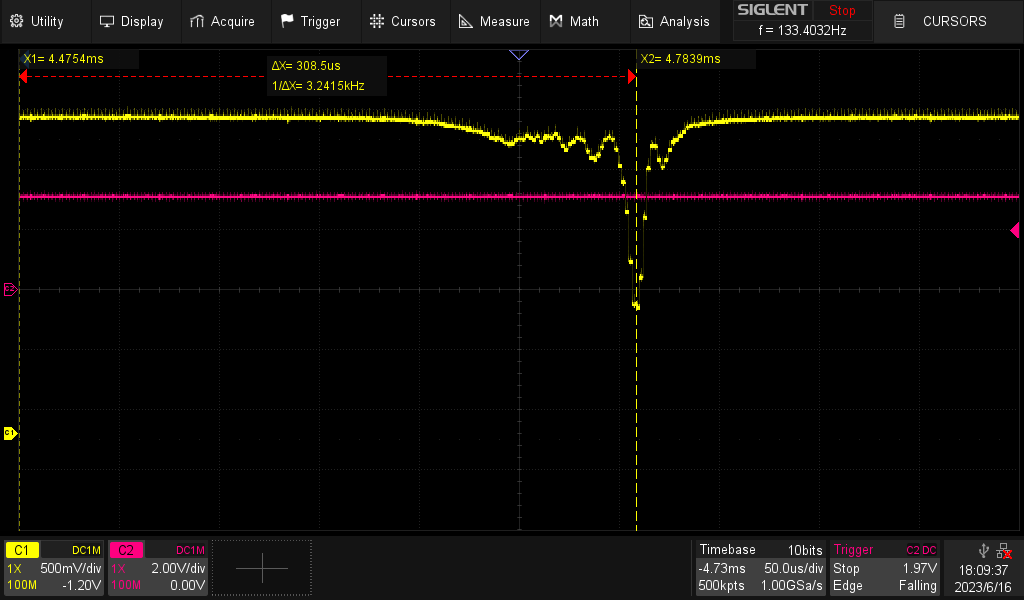 Utility Display Acquire Trigger Cursors Measure Math Analysis SIGLENT Stop CURSORS
f = 133.4032Hz
X1= 4.4754ms X2= 4.7839ms
ΔX= 308.5us
1/ΔX= 3.2415kHz
C2
C1
C1 DC1M C2 DC1M Timebase 10bits Trigger C2 DC
1X 500mV/div 1X 2.00V/div -4.73ms 50.0us/div Stop 1.97V 18:09:37
100M -1.20V 100M 0.00V 500kpts 1.00GSa/s Edge Falling 2023/6/16